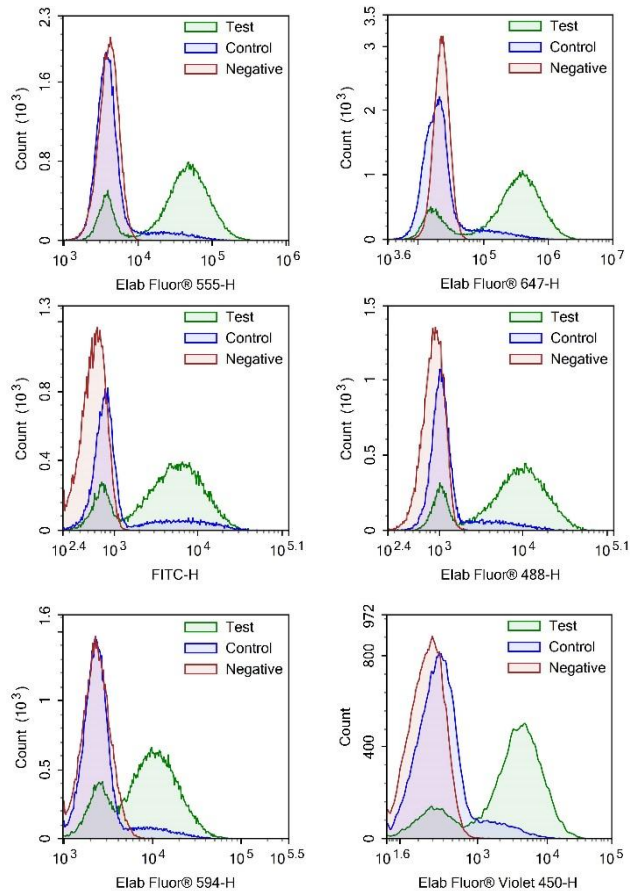 2.3
1.6
0.8
0
Count (10³)
Test
Control
Negative
10³ 10⁴ 10⁵ 10⁶
Elab Fluor® 555-H
3.5
3
2
1
0
Count (10³)
Test
Control
Negative
10³·⁶ 10⁵ 10⁶ 10⁷
Elab Fluor® 647-H
1.3
0.8
0.4
0
Count (10³)
Test
Control
Negative
10²·⁴ 10³ 10⁴ 10⁵·¹
FITC-H
1.5
1
0.5
0
Count (10³)
Test
Control
Negative
10²·⁴ 10³ 10⁴ 10⁵·¹
Elab Fluor® 488-H
1.6
1
0.5
0
Count (10³)
Test
Control
Negative
10³ 10⁴ 10⁵ 10⁵·⁵
Elab Fluor® 594-H
972
800
400
0
Count
Test
Control
Negative
10¹·⁶ 10³ 10⁴ 10⁵
Elab Fluor® Violet 450-H